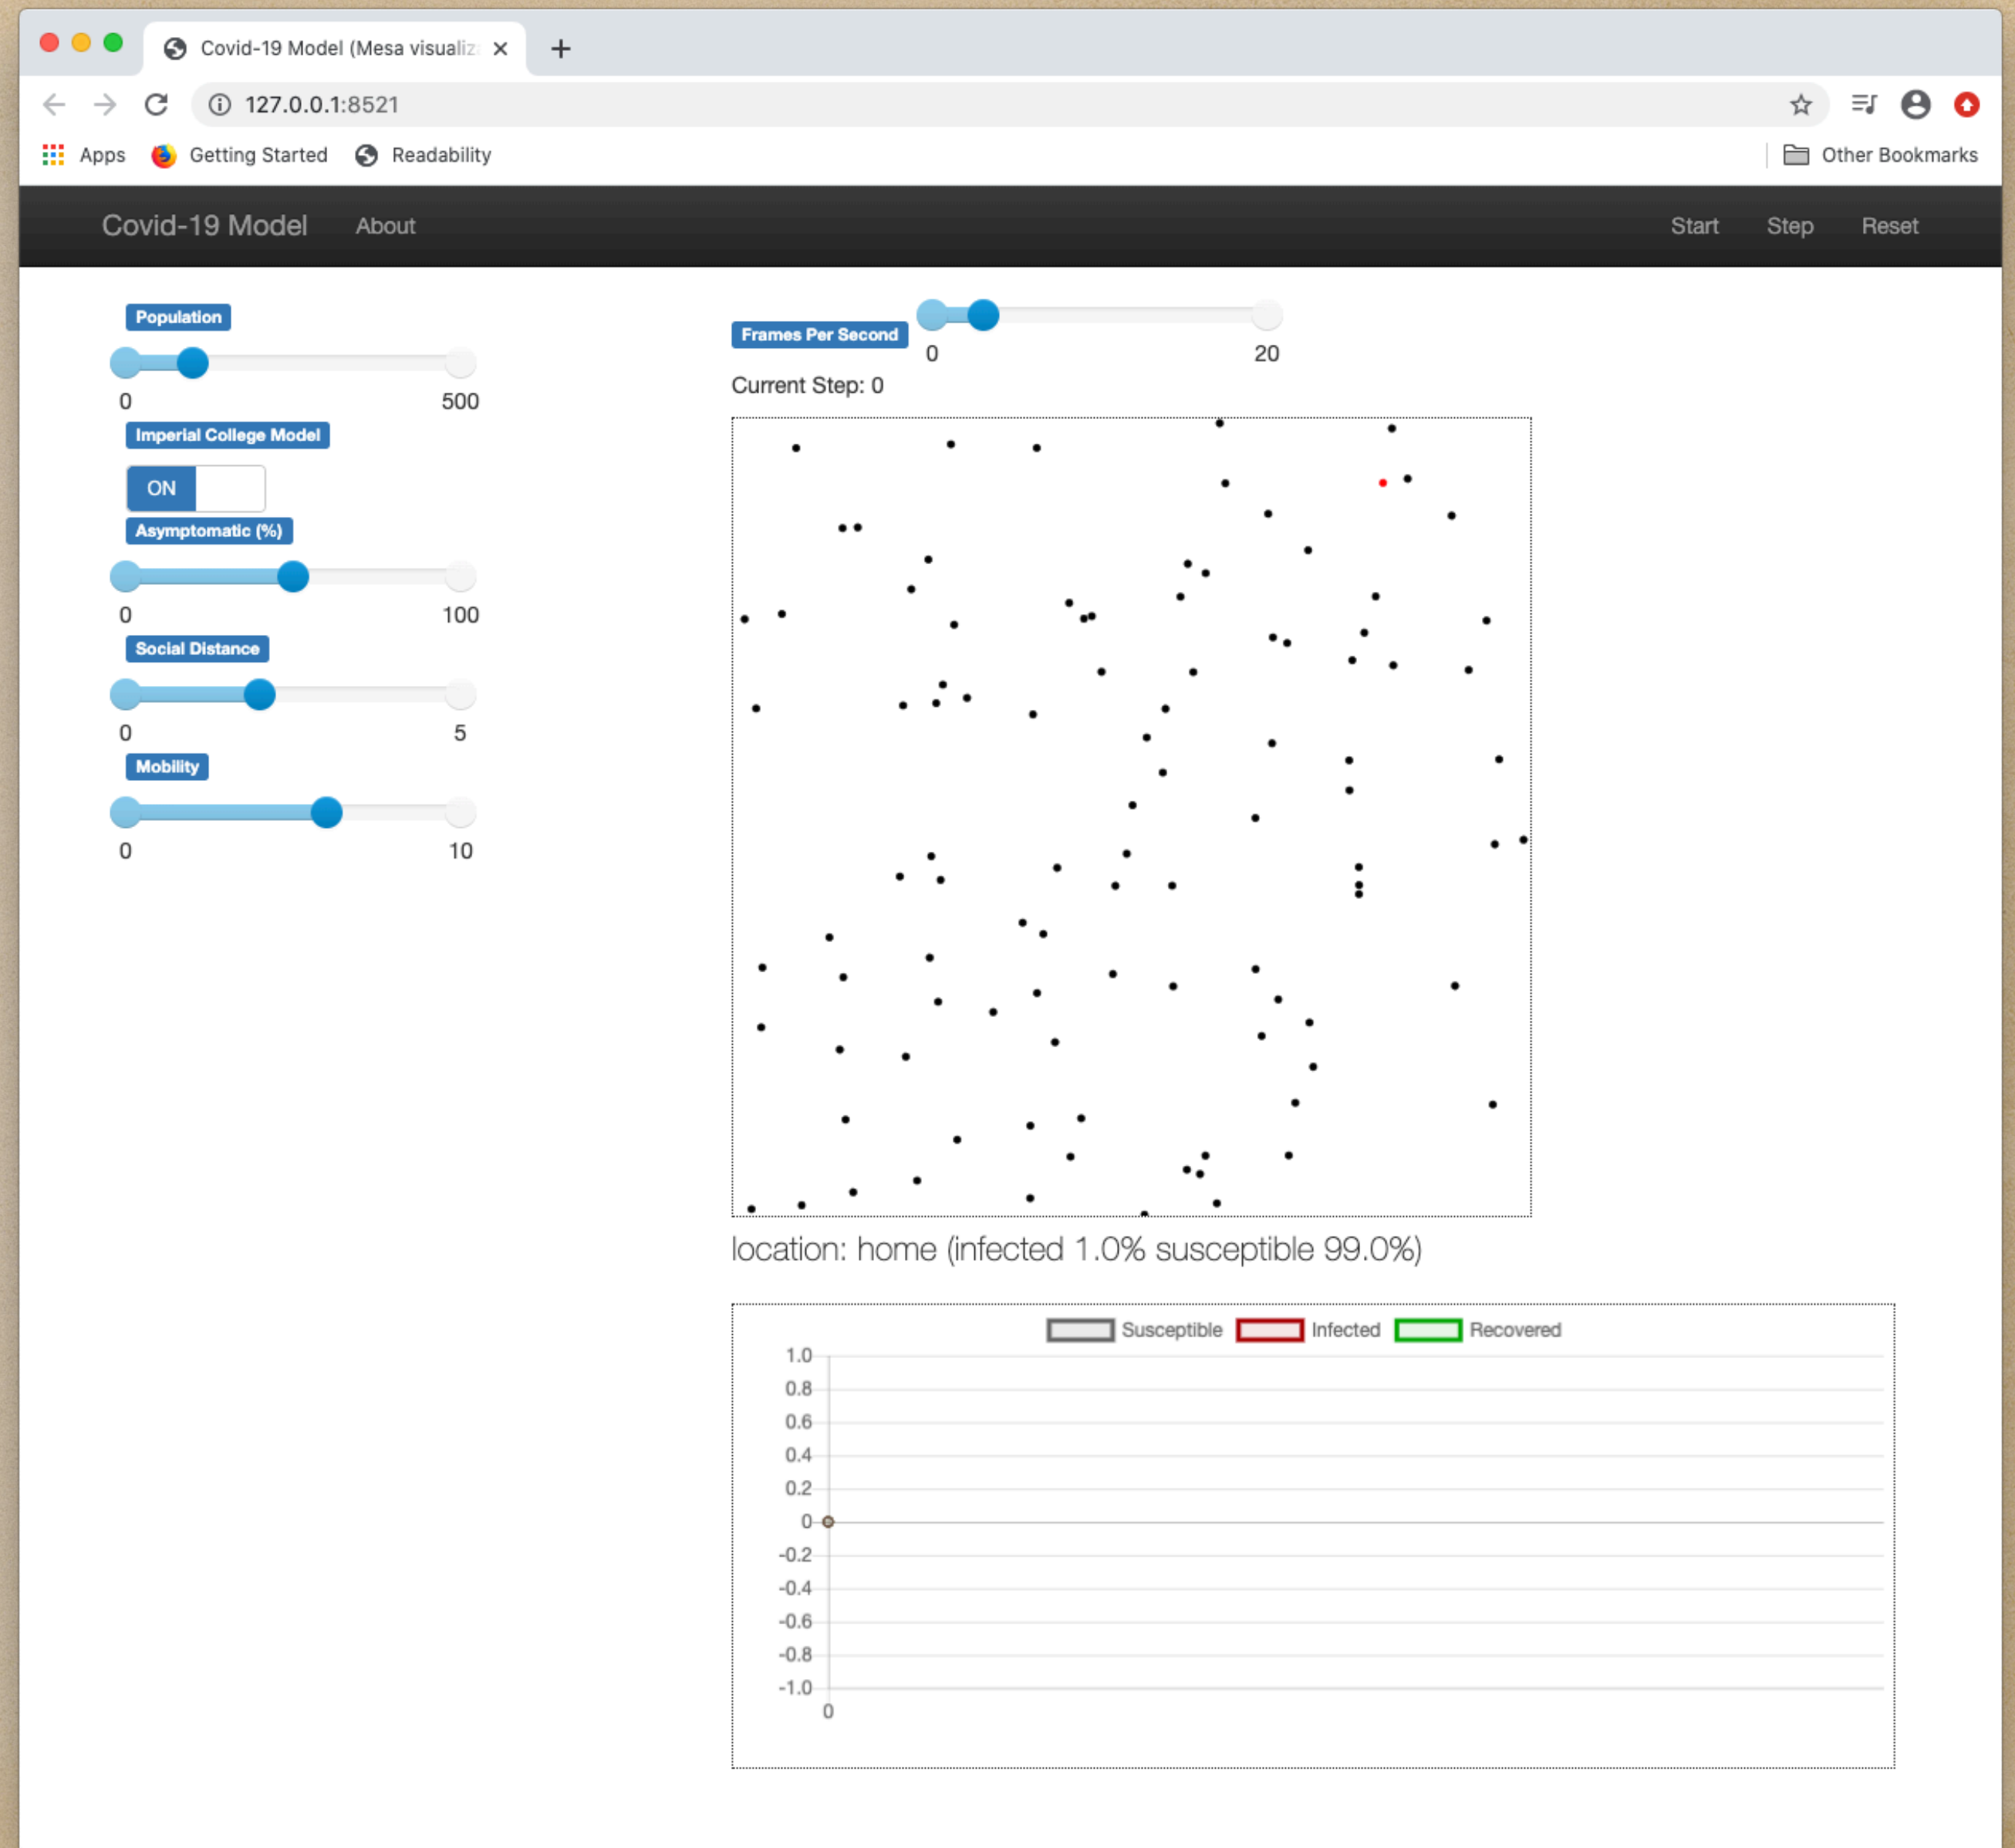 Covid-19 Model (Mesa visualiz
127.0.0.1:8521
Apps Getting Started Readability Other Bookmarks
Covid-19 Model About Start Step Reset
Population
0 500
Imperial College Model
ON
Asymptomatic (%)
0 100
Social Distance
0 5
Mobility
0 10
Frames Per Second
0 20
Current Step: 0
location: home (infected 1.0% susceptible 99.0%)
Susceptible Infected Recovered
1.0
0.8
0.6
0.4
0.2
0
-0.2
-0.4
-0.6
-0.8
-1.0
0